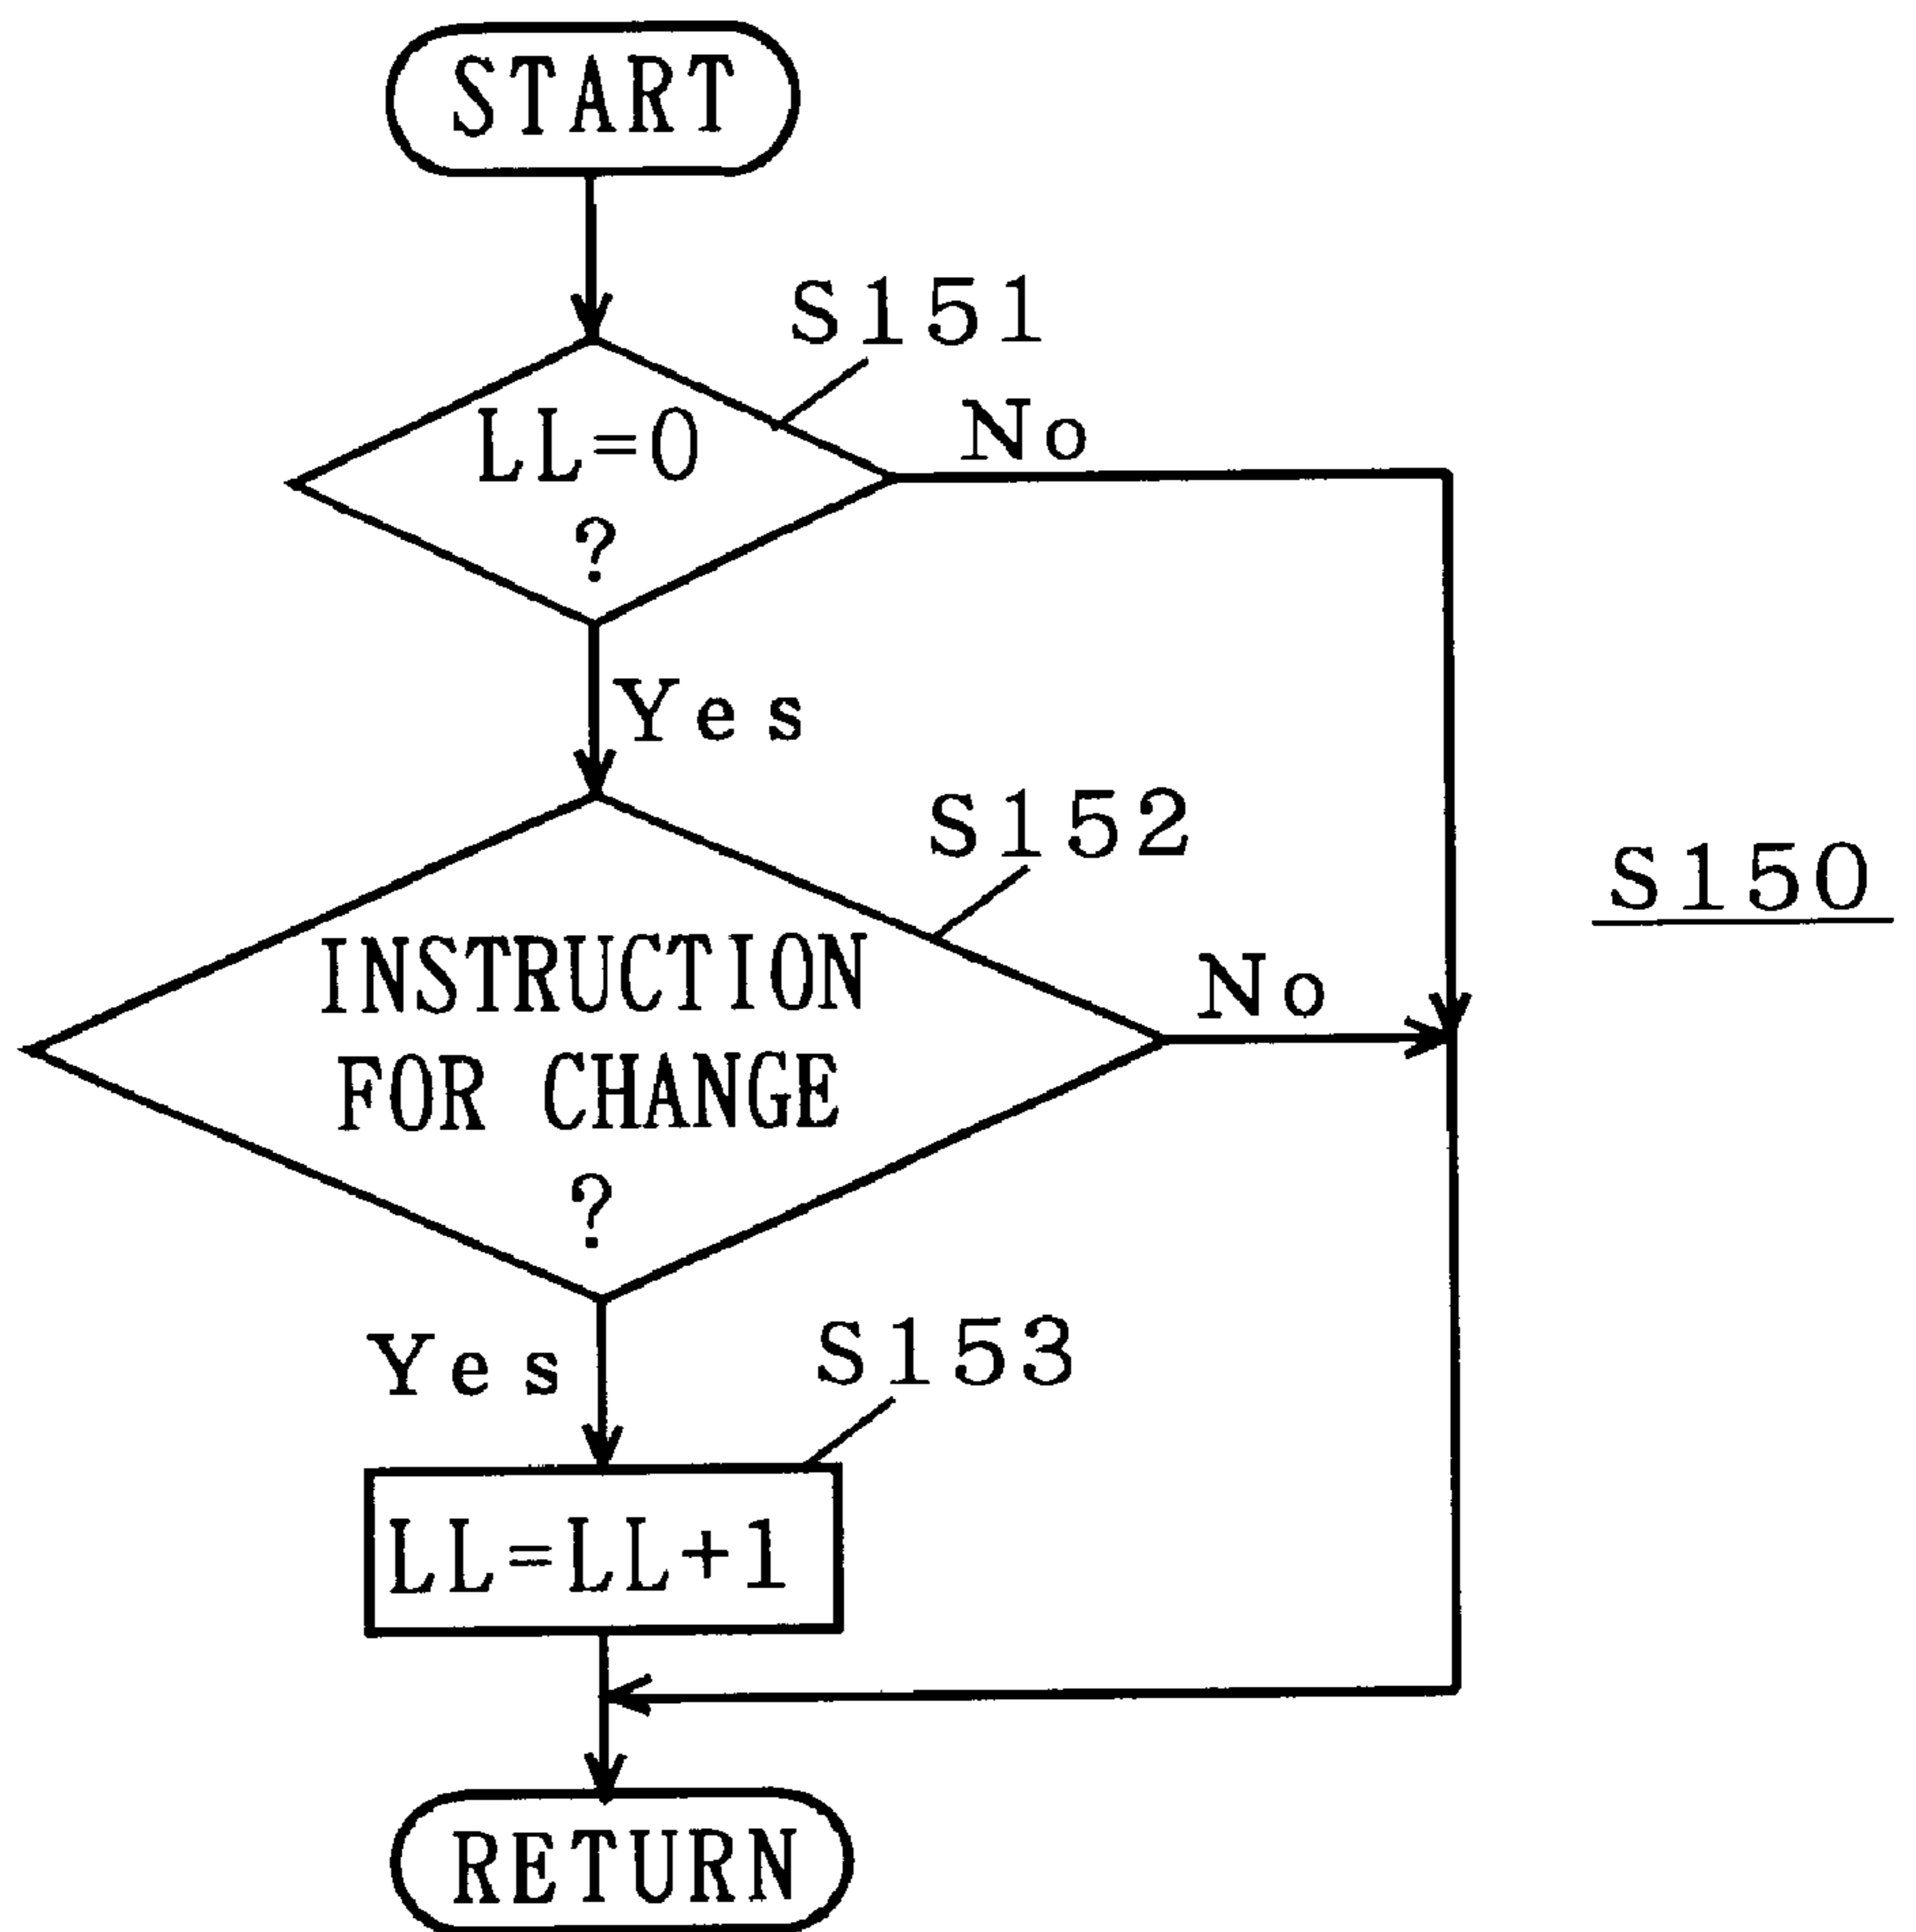 START
S151
LL=0
?
No
Yes
S152
S150
INSTRUCTION
FOR CHANGE
?
No
Yes
S153
LL=LL+1
RETURN